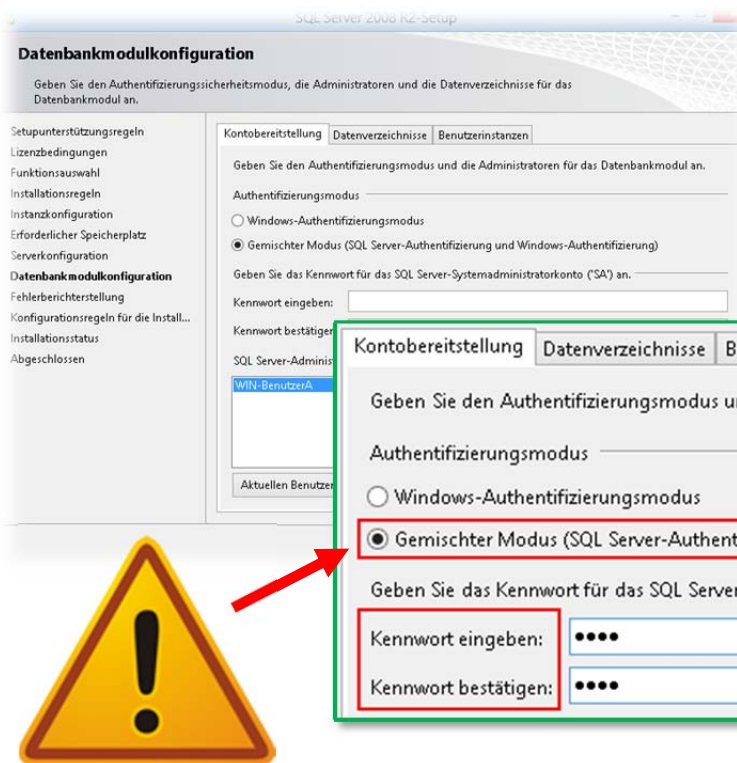 SQL Server 2008 R2-Setup
Datenbankmodulkonfiguration
Geben Sie den Authentifizierungssicherheitsmodus, die Administratoren und die Datenverzeichnisse für das
Datenbankmodul an.
Setupunterstützungsregeln
Lizenzbedingungen
Funktionsauswahl
Installationsregeln
Instanzkonfiguration
Erforderlicher Speicherplatz
Serverkonfiguration
Datenbankmodulkonfiguration
Fehlerberichterstellung
Konfigurationsregeln für die Install...
Installationsstatus
Abgeschlossen
Kontobereitstellung Datenverzeichnisse Benutzerinstanzen
Geben Sie den Authentifizierungsmodus und die Administratoren für das Datenbankmodul an.
Authentifizierungsmodus
Windows-Authentifizierungsmodus
Gemischter Modus (SQL Server-Authentifizierung und Windows-Authentifizierung)
Geben Sie das Kennwort für das SQL Server-Systemadministratorkonto ("SA") an.
Kennwort eingeben:
Kennwort bestätigen
SQL Server-Adminis
WIN-BenutzerA
Aktuellen Benutzer
Kontobereitstellung Datenverzeichnisse B
Geben Sie den Authentifizierungsmodus u
Authentifizierungsmodus
Windows-Authentifizierungsmodus
Gemischter Modus (SQL Server-Authent
Geben Sie das Kennwort für das SQL Server
Kennwort eingeben: ••••
Kennwort bestätigen: ••••